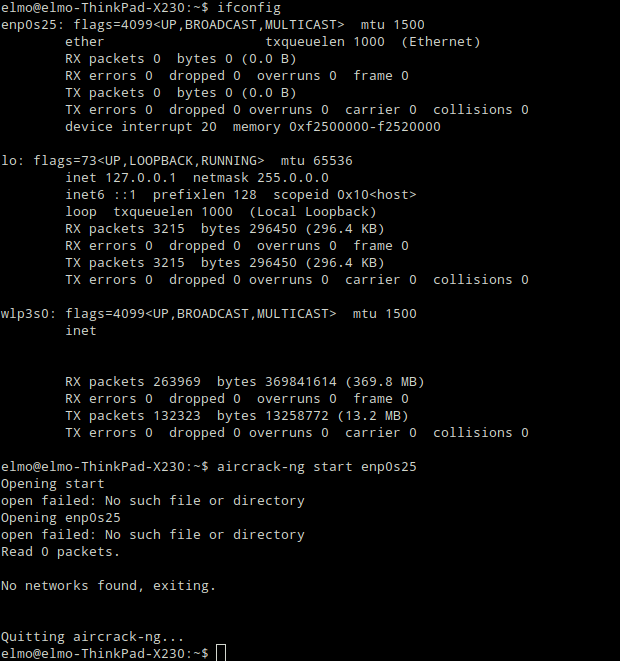 elmo@elmo-ThinkPad-X230:~$ ifconfig
enp0s25: flags=4099<UP,BROADCAST,MULTICAST>  mtu 1500
        ether                    txqueuelen 1000  (Ethernet)
        RX packets 0  bytes 0 (0.0 B)
        RX errors 0  dropped 0  overruns 0  frame 0
        TX packets 0  bytes 0 (0.0 B)
        TX errors 0  dropped 0 overruns 0  carrier 0  collisions 0
        device interrupt 20  memory 0xf2500000-f2520000
lo: flags=73<UP,LOOPBACK,RUNNING>  mtu 65536
        inet 127.0.0.1  netmask 255.0.0.0
        inet6 ::1  prefixlen 128  scopeid 0x10<host>
        loop  txqueuelen 1000  (Local Loopback)
        RX packets 3215  bytes 296450 (296.4 KB)
        RX errors 0  dropped 0  overruns 0  frame 0
        TX packets 3215  bytes 296450 (296.4 KB)
        TX errors 0  dropped 0 overruns 0  carrier 0  collisions 0
wlp3s0: flags=4099<UP,BROADCAST,MULTICAST>  mtu 1500
        inet
        RX packets 263969  bytes 369841614 (369.8 MB)
        RX errors 0  dropped 0  overruns 0  frame 0
        TX packets 132323  bytes 13258772 (13.2 MB)
        TX errors 0  dropped 0 overruns 0  carrier 0  collisions 0
elmo@elmo-ThinkPad-X230:~$ aircrack-ng start enp0s25
Opening start
open failed: No such file or directory
Opening enp0s25
open failed: No such file or directory
Read 0 packets.
No networks found, exiting.
Quitting aircrack-ng...
elmo@elmo-ThinkPad-X230:~$